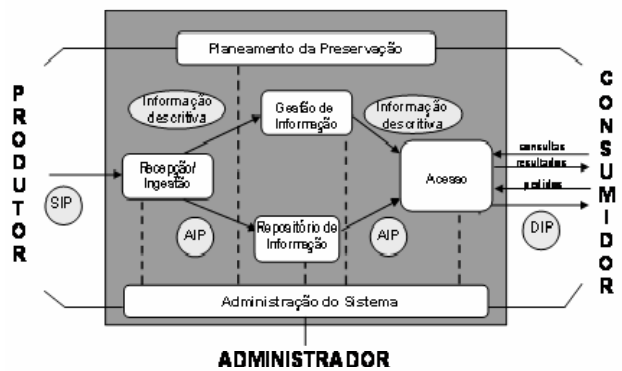 Planeamento da Preservação
PRODUTOR
CONSUMIDOR
Informação
descritiva
Gestão de
Informação
Informação
descritiva
consultas
resultados
pedidos
Recepção/
Ingestão
Acesso
SIP
AIP
Repositório de
Informação
AIP
DIP
Administração do Sistema
ADMINISTRADOR